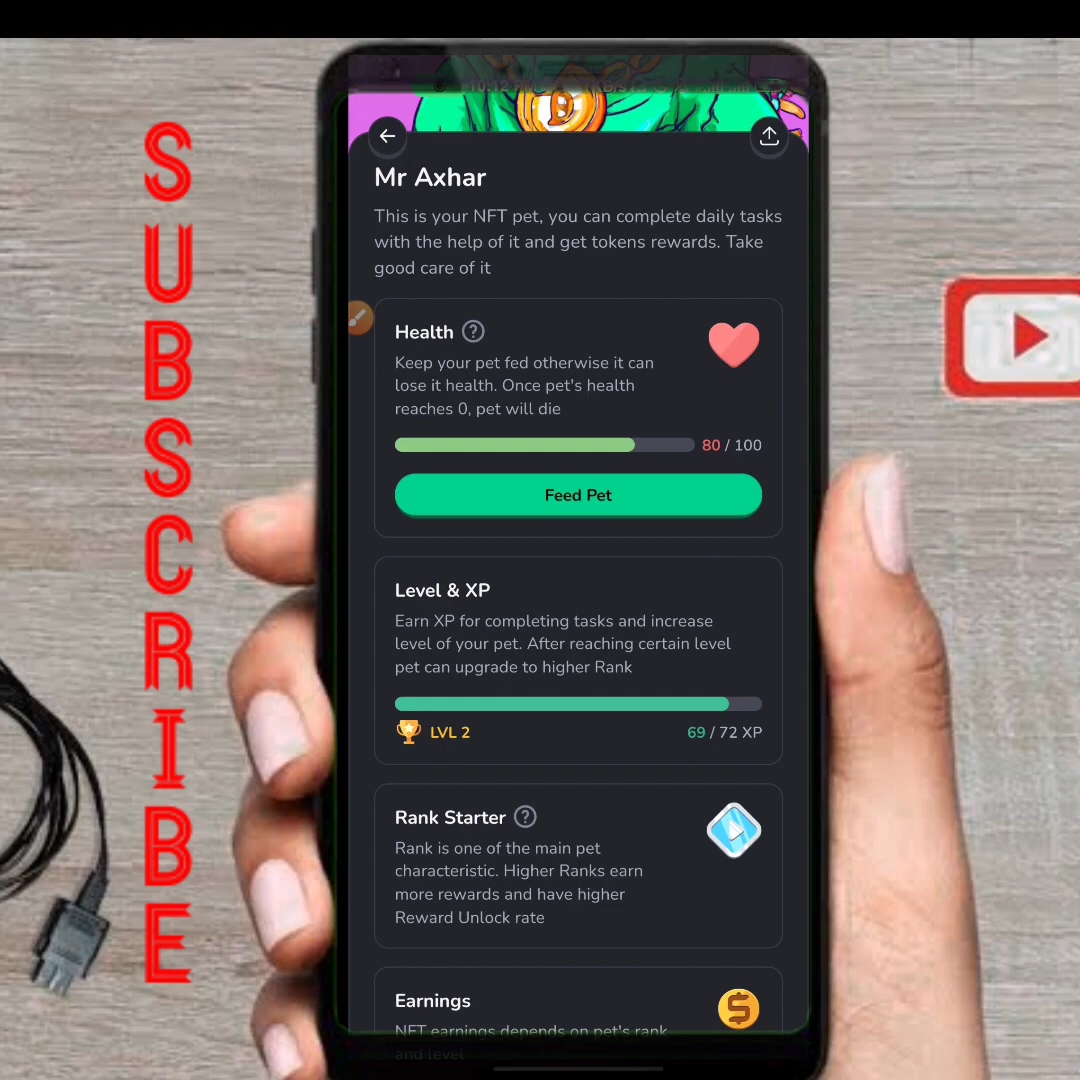 SUBSCRIBE
Mr Axhar
This is your NFT pet, you can complete daily tasks
with the help of it and get tokens rewards. Take
good care of it
Health ?
Keep your pet fed otherwise it can
lose it health. Once pet's health
reaches 0, pet will die
80 / 100
Feed Pet
Level & XP
Earn XP for completing tasks and increase
level of your pet. After reaching certain level
pet can upgrade to higher Rank
LVL 2 69 / 72 XP
Rank Starter ?
Rank is one of the main pet
characteristic. Higher Ranks earn
more rewards and have higher
Reward Unlock rate
Earnings
NFT earnings depends on pet's rank
and level